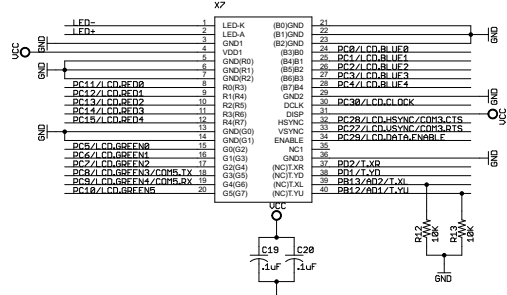 X7
LED- 1 LED-K (B0)GND 21
LED+ 2 LED-A (B1)GND 22
GND 3 GND1 (B2)GND 23
VCC 4 VDD1 (B3)B0 24 PC0/LCD.BLUE0
5 GND(R0) (B4)B1 25 PC1/LCD.BLUE1
GND 6 GND(R1) (B5)B2 26 PC2/LCD.BLUE2
7 GND(R2) (B6)B3 27 PC3/LCD.BLUE3
PC11/LCD.RED0 8 R0(R3) (B7)B4 28 PC4/LCD.BLUE4
PC12/LCD.RED1 9 R1(R4) GND2 29 GND
PC13/LCD.RED2 10 R2(R5) DCLK 30 PC30/LCD.CLOCK
PC14/LCD.RED3 11 R3(R6) DISP 31 VCC
PC15/LCD.RED4 12 R4(R7) HSYNC 32 PC28/LCD.HSYNC/COM3.CTS
GND 13 GND(G0) VSYNC 33 PC27/LCD.VSYNC/COM3.RTS
14 GND(G1) ENABLE 34 PC29/LCD.DATA.ENABLE
PC5/LCD.GREEN0 15 G0(G2) NC1 35
PC6/LCD.GREEN1 16 G1(G3) GND3 36 GND
PC7/LCD.GREEN2 17 G2(G4) (NC)T.XR 37 PD2/T.XR
PC8/LCD.GREEN3/COM5.TX 18 G3(G5) (NC)T.YD 38 PD1/T.YD
PC9/LCD.GREEN4/COM5.RX 19 G4(G6) (NC)T.XL 39 PB13/AD2/T.XL
PC10/LCD.GREEN5 20 G5(G7) (NC)T.YU 40 PB12/AD1/T.YU
GND
VCC
R12 10K
R13 10K
C19 C20
.1uF .1uF
GND